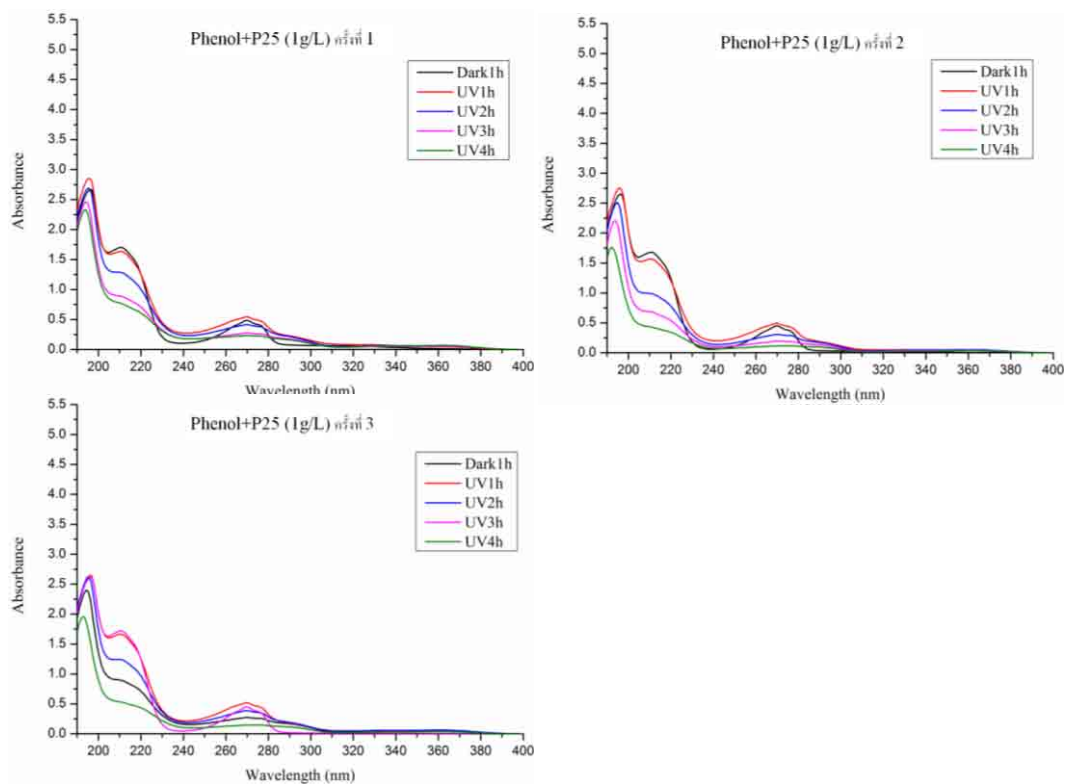 Phenol+P25 (1g/L) ครั้งที่ 1
Dark1h
UV1h
UV2h
UV3h
UV4h
Absorbance
5.5
5.0
4.5
4.0
3.5
3.0
2.5
2.0
1.5
1.0
0.5
0.0
200 220 240 260 280 300 320 340 360 380 400
Wavelength (nm)
Phenol+P25 (1g/L) ครั้งที่ 2
Dark1h
UV1h
UV2h
UV3h
UV4h
Absorbance
5.0
4.5
4.0
3.5
3.0
2.5
2.0
1.5
1.0
0.5
0.0
200 220 240 260 280 300 320 340 360 380 400
Wavelength (nm)
Phenol+P25 (1g/L) ครั้งที่ 3
Dark1h
UV1h
UV2h
UV3h
UV4h
Absorbance
5.5
5.0
4.5
4.0
3.5
3.0
2.5
2.0
1.5
1.0
0.5
0.0
200 220 240 260 280 300 320 340 360 380 400
Wavelength (nm)